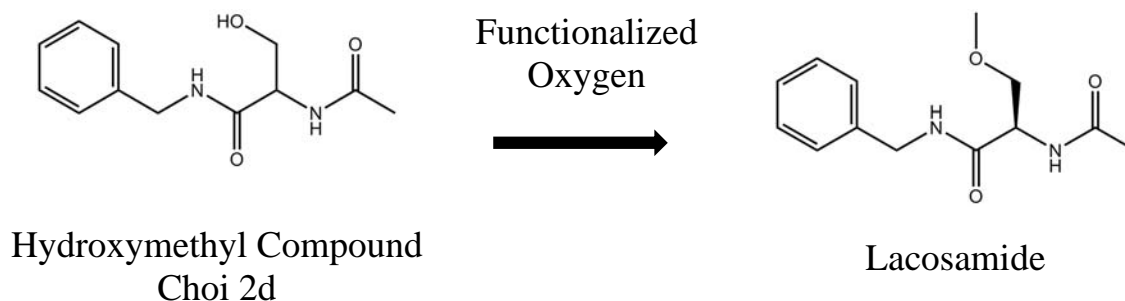 HO
O
H
N
N
H
O
Functionalized
Oxygen
O
O
H
N
N
H
O
Hydroxymethyl Compound
Choi 2d
Lacosamide